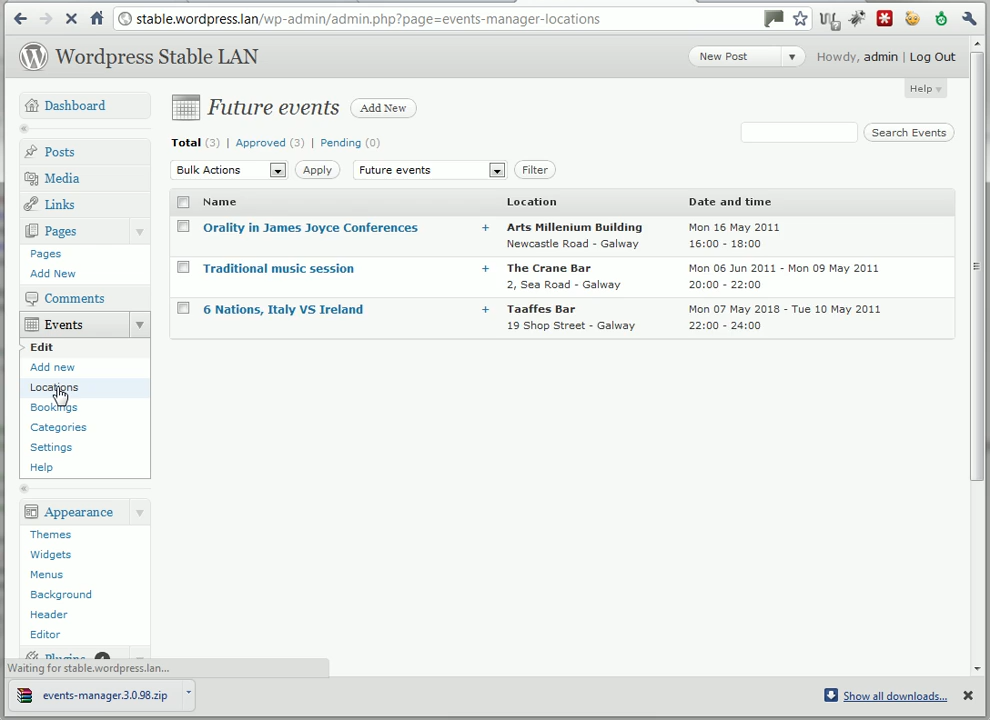 stable.wordpress.lan/wp-admin/admin.php?page=events-manager-locations
Wordpress Stable LAN
New Post
Howdy, admin | Log Out
Help
Dashboard
Posts
Media
Links
Pages
Pages
Add New
Comments
Events
Edit
Add new
Locations
Bookings
Categories
Settings
Help
Appearance
Themes
Widgets
Menus
Background
Header
Editor
Plugins
Future events
Add New
Total (3) | Approved (3) | Pending (0)
Search Events
Bulk Actions
Apply
Future events
Filter
Name Location Date and time
Orality in James Joyce Conferences + Arts Millenium Building Mon 16 May 2011
Newcastle Road - Galway 16:00 - 18:00
Traditional music session + The Crane Bar Mon 06 Jun 2011 - Mon 09 May 2011
2, Sea Road - Galway 20:00 - 22:00
6 Nations, Italy VS Ireland + Taaffes Bar Mon 07 May 2018 - Tue 10 May 2011
19 Shop Street - Galway 22:00 - 24:00
Waiting for stable.wordpress.lan...
events-manager.3.0.98.zip
Show all downloads...